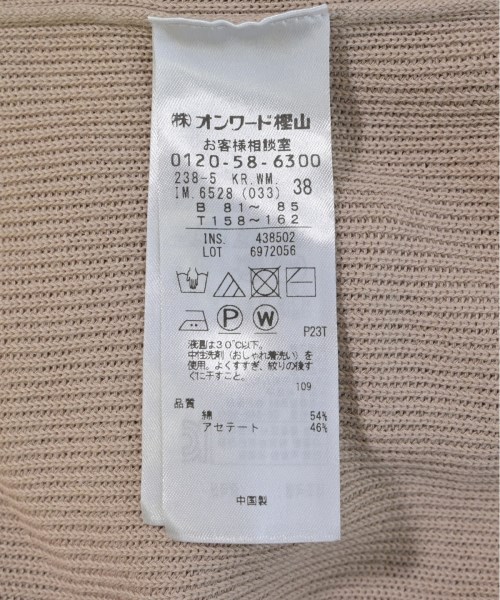 (株)オンワード樫山
お客様相談室
0120-58-6300
238-5 KR.WM.
IM.6528 (033) 38
B 81～ 85
T158～162
INS. 438502
LOT 6972056
P W
P23T
液温は30℃以下。
中性洗剤（おしゃれ着洗い）を
使用。よくすすぎ、絞りの後す
ぐに干すこと。
109
品質
綿 54%
アセテート 46%
中国製